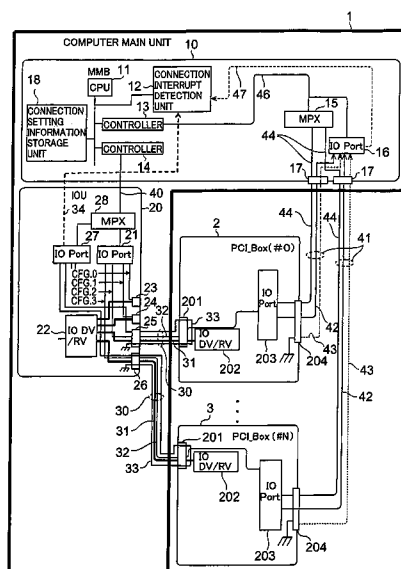 1
COMPUTER MAIN UNIT
10
MMB
CPU
11
12
CONNECTION
INTERRUPT
DETECTION
UNIT
18
CONNECTION
SETTING
INFORMATION
STORAGE
UNIT
13
CONTROLLER
CONTROLLER
14
47
46
15
MPX
44
IO Port
16
17
17
34
40
IOU
20
28
MPX
27
21
IO Port
IO Port
CFG.0
CFG.1
CFG.2
CFG.3
23
24
25
22
IO DV
/RV
26
2
PCI_Box (#0)
201
33
32
IO
DV/RV
31
202
30
IO
Port
203
204
44
44
41
42
43
43
42
30
31
32
33
3
PCI_Box (#N)
201
IO
DV/RV
202
IO
Port
203
204